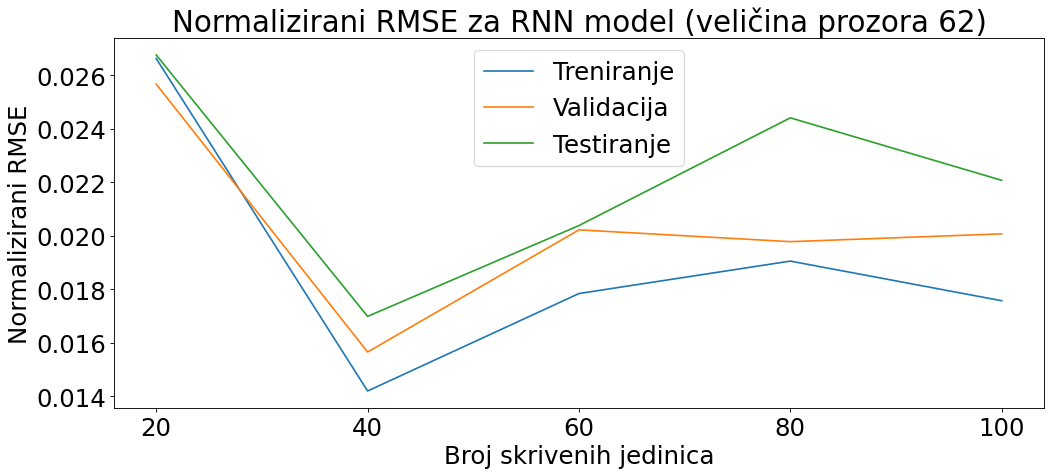 Normalizirani RMSE za RNN model (veličina prozora 62)
Treniranje
Validacija
Testiranje
Normalizirani RMSE
0.026
0.024
0.022
0.020
0.018
0.016
0.014
20 40 60 80 100
Broj skrivenih jedinica